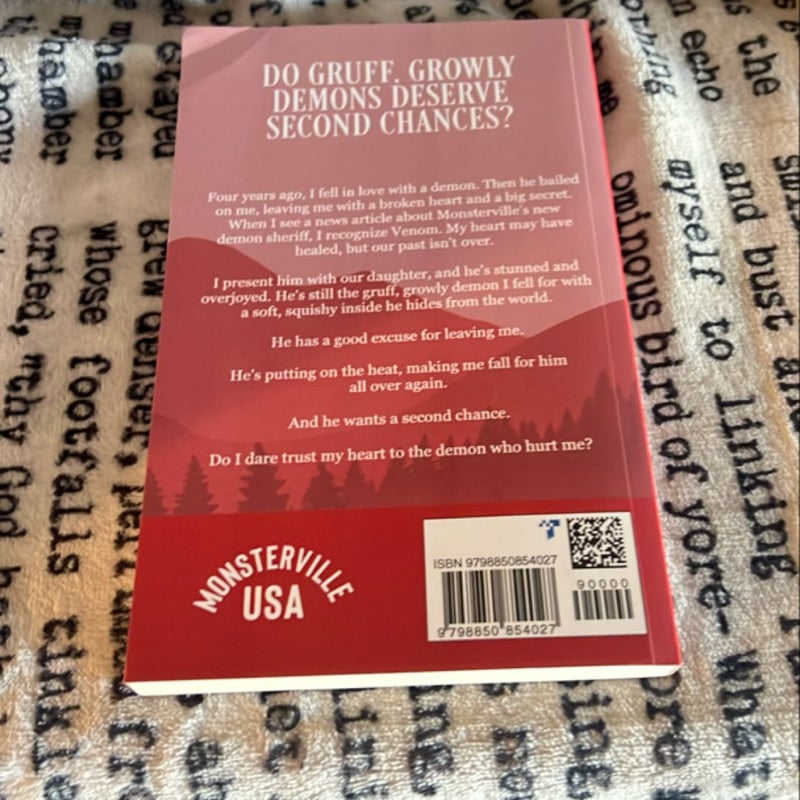 DO GRUFF, GROWLY
DEMONS DESERVE
SECOND CHANCES?
Four years ago, I fell in love with a demon. Then he bailed
on me, leaving me with a broken heart and a big secret.
When I see a news article about Monsterville's new
demon sheriff, I recognize Venom. My heart may have
healed, but our past isn't over.
I present him with our daughter, and he's stunned and
overjoyed. He's still the gruff, growly demon I fell for with
a soft, squishy inside he hides from the world.
He has a good excuse for leaving me.
He's putting on the heat, making me fall for him
all over again.
And he wants a second chance.
Do I dare trust my heart to the demon who hurt me?
MONSTERVILLE
USA
ISBN 9798850854027
90000
9 798850 854027
the
echo
myself to linking
and bust and
ominous bird of yore- what
whamber
chamber
cried, "thy God
whose footfalls tinkle
grew denser,